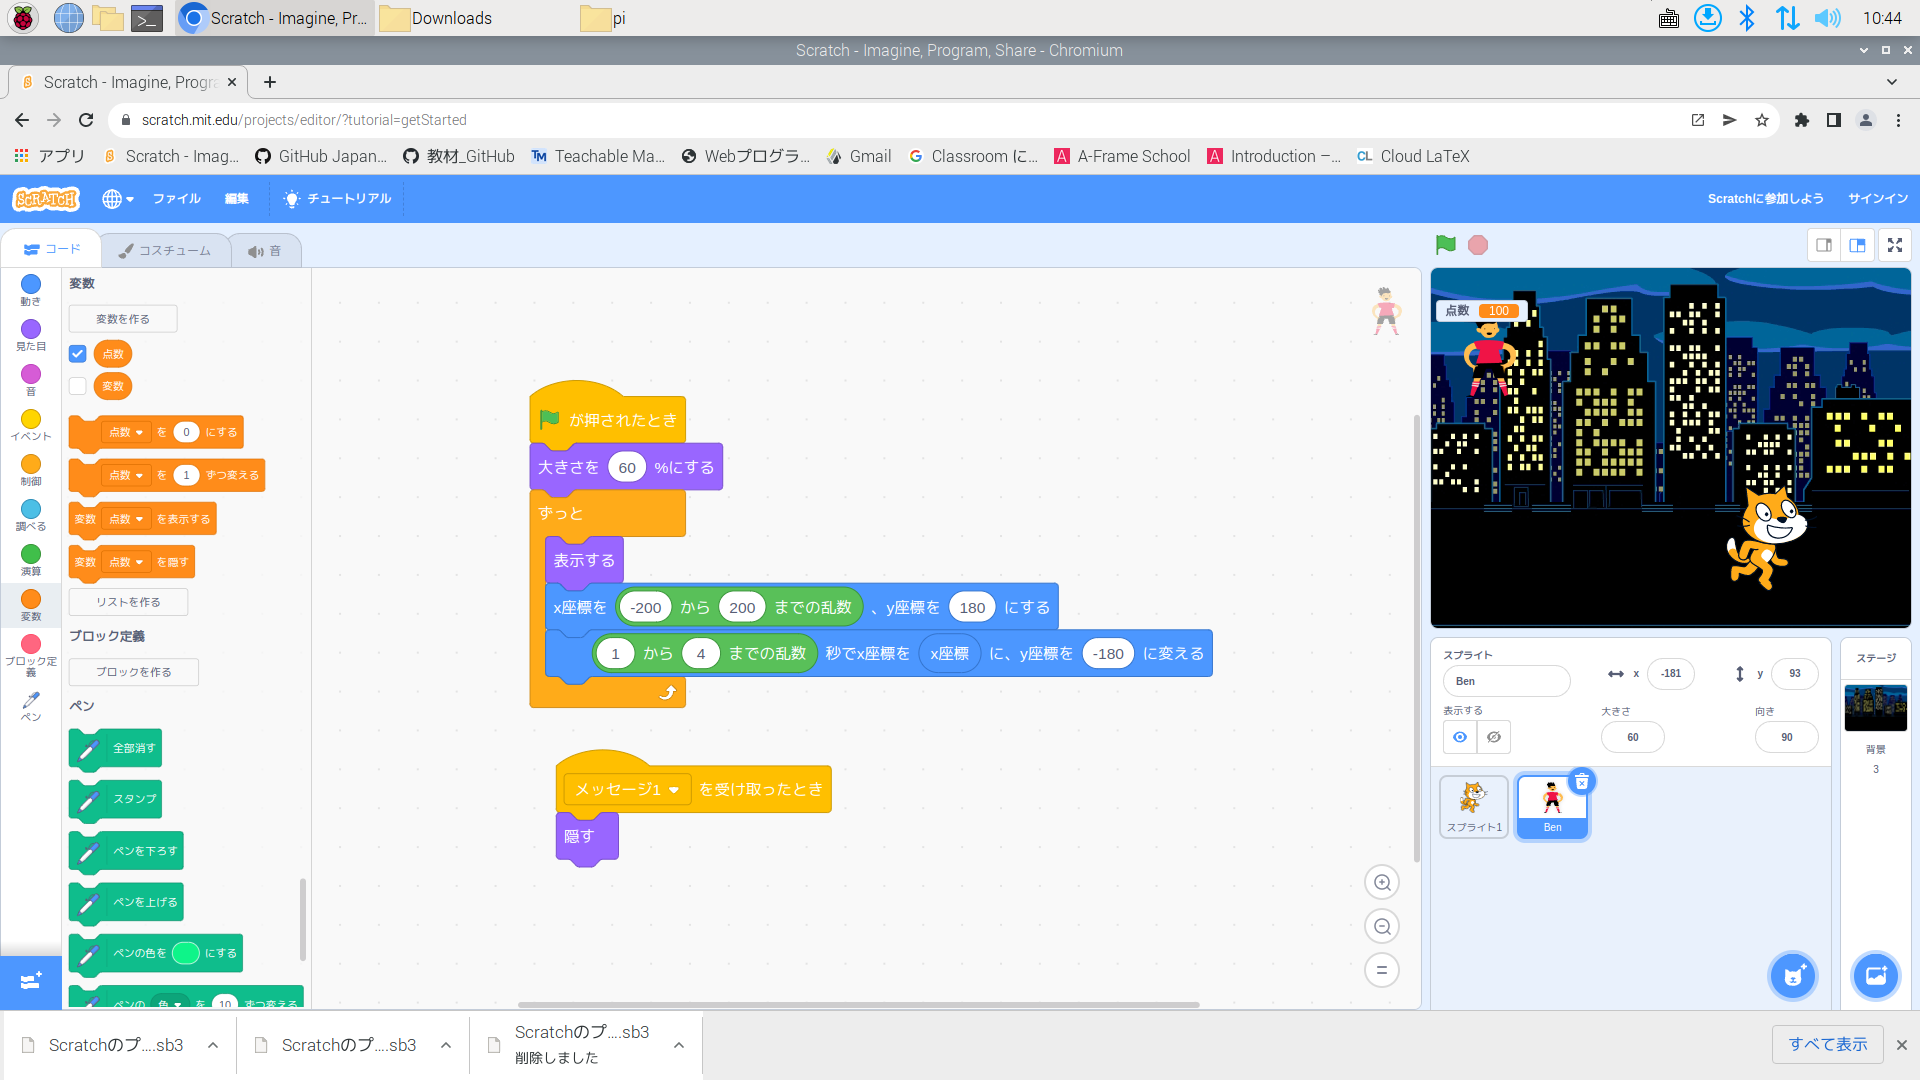 Scratch - Imagine, Pr...
Downloads
pi
10:44
Scratch - Imagine, Program, Share - Chromium
Scratch - Imagine, Progra
scratch.mit.edu/projects/editor/?tutorial=getStarted
アプリ
Scratch - Imag...
GitHub Japan...
教材_GitHub
Teachable Ma...
Webプログラ...
Gmail
Classroom に...
A-Frame School
Introduction –...
Cloud LaTeX
SCRATCH
ファイル
編集
チュートリアル
Scratchに参加しよう
サインイン
コード
コスチューム
音
動き
見た目
音
イベント
制御
調べる
演算
変数
ブロック定義
ペン
変数
変数を作る
点数
変数
点数 を 0 にする
点数 を 1 ずつ変える
変数 点数 を表示する
変数 点数 を隠す
リストを作る
ブロック定義
ブロックを作る
ペン
全部消す
スタンプ
ペンを下ろす
ペンを上げる
ペンの色を にする
ペンの 色 を 10 ずつ変える
が押されたとき
大きさを 60 %にする
ずっと
表示する
x座標を -200 から 200 までの乱数 、y座標を 180 にする
1 から 4 までの乱数 秒でx座標を x座標 に、y座標を -180 に変える
メッセージ1 を受け取ったとき
隠す
点数 100
スプライト
Ben
x -181
y 93
表示する
大きさ 60
向き 90
スプライト1
Ben
ステージ
背景
3
Scratchのプ....sb3
Scratchのプ....sb3
Scratchのプ....sb3
削除しました
すべて表示